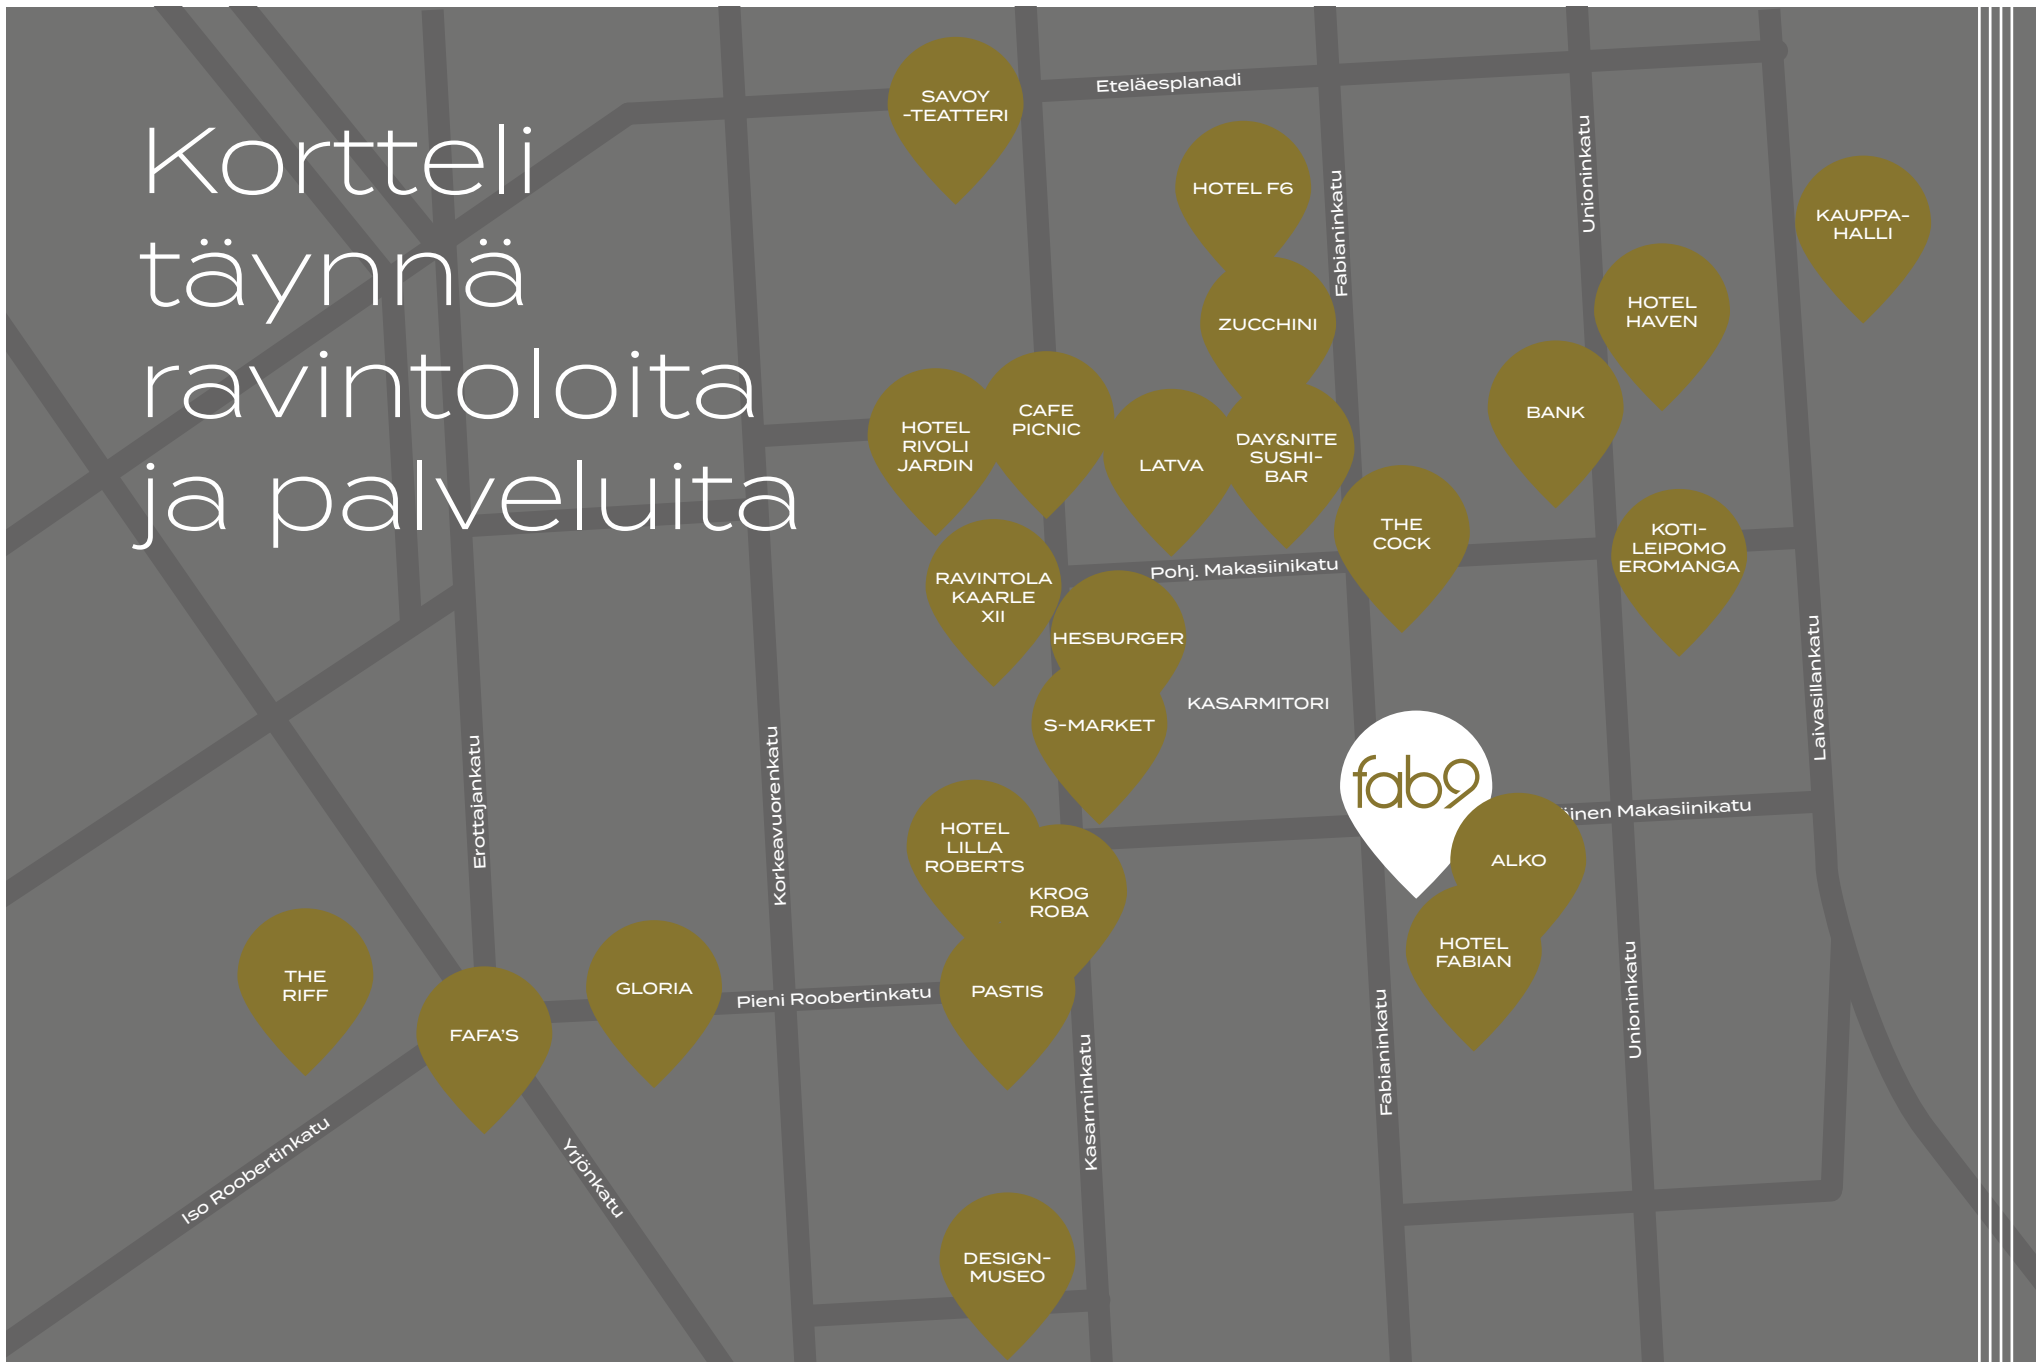 Kortteli
täynnä
ravintoloita
ja palveluita
SAVOY
-TEATTERI
Eteläesplanadi
HOTEL F6
Fabianinkatu
Unioninkatu
KAUPPA-
HALLI
HOTEL
HAVEN
ZUCCHINI
BANK
CAFE
PICNIC
HOTEL
RIVOLI
JARDIN
LATVA
DAY&NITE
SUSHI-
BAR
THE
COCK
KOTI-
LEIPOMO
EROMANGA
Pohj. Makasiinikatu
RAVINTOLA
KAARLE
XII
HESBURGER
KASARMITORI
S-MARKET
Laivasillankatu
fab9
Erottajankatu
Korkeavuorenkatu
inen Makasiinikatu
HOTEL
LILLA
ROBERTS
KROG
ROBA
ALKO
HOTEL
FABIAN
THE
RIFF
FAFA'S
GLORIA
Pieni Roobertinkatu
PASTIS
Unioninkatu
Fabianinkatu
Kasarminkatu
Iso Roobertinkatu
Yrjönkatu
DESIGN-
MUSEO